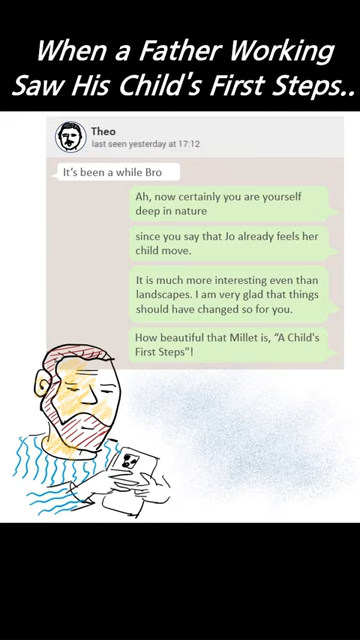 When a Father Working
Saw His Child's First Steps..
Theo
last seen yesterday at 17:12
It's been a while Bro
Ah, now certainly you are yourself
deep in nature
since you say that Jo already feels her
child move.
It is much more interesting even than
landscapes. I am very glad that things
should have changed so for you.
How beautiful that Millet is, “A Child's
First Steps"!